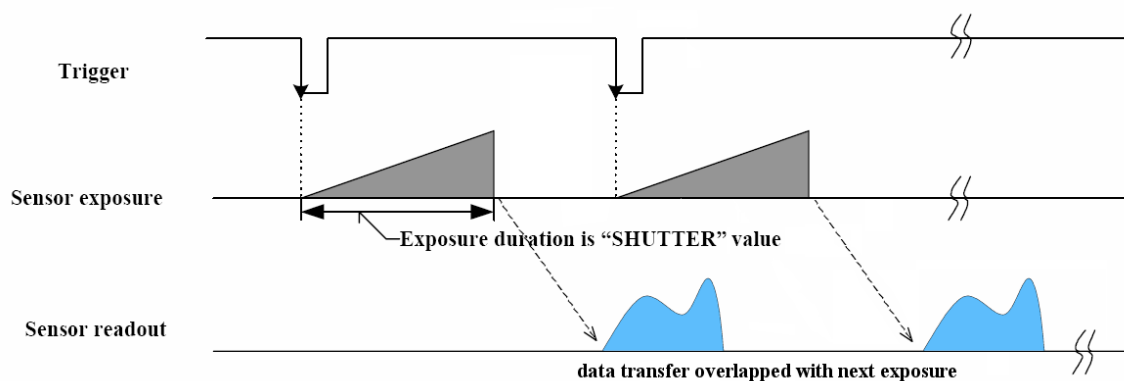 Trigger
Sensor exposure
Exposure duration is “SHUTTER” value
Sensor readout
data transfer overlapped with next exposure